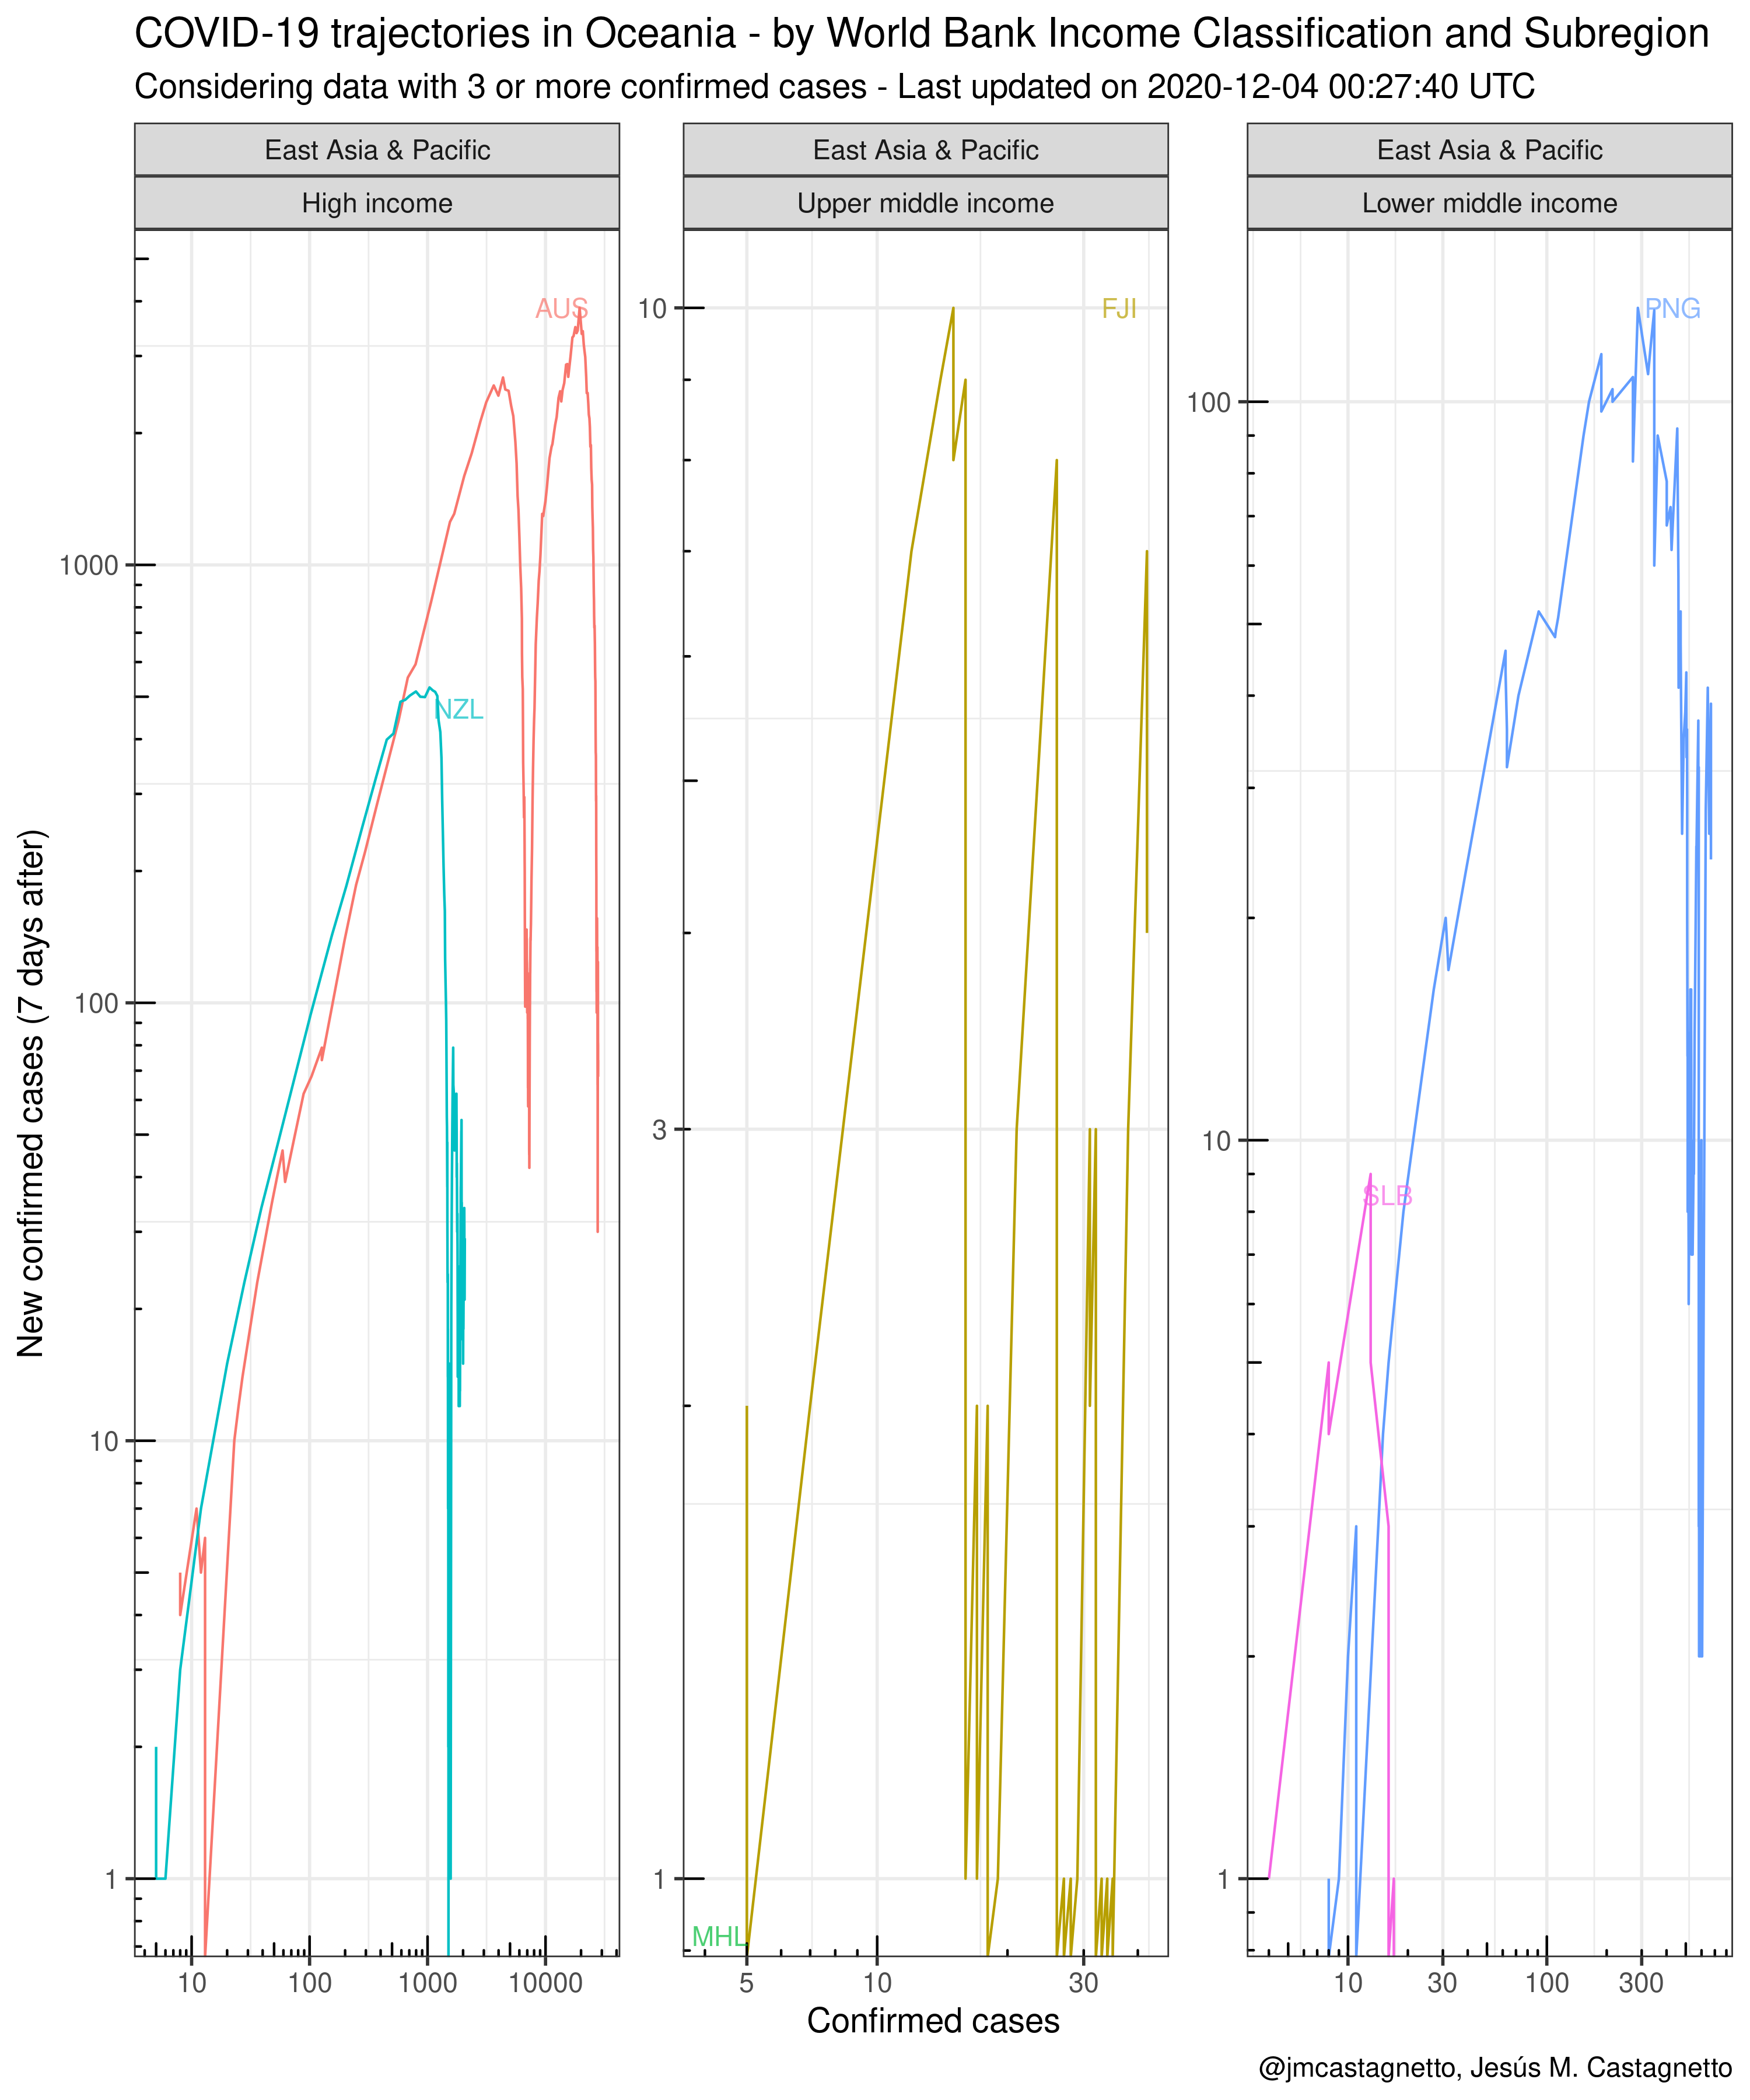 COVID-19 trajectories in Oceania - by World Bank Income Classification and Subregion
Considering data with 3 or more confirmed cases - Last updated on 2020-12-04 00:27:40 UTC
East Asia & Pacific
High income
East Asia & Pacific
Upper middle income
East Asia & Pacific
Lower middle income
New confirmed cases (7 days after)
1000
100
10
1
AUS
NZL
10
100
1000
10000
10
3
1
FJI
MHL
5
10
30
100
10
1
PNG
SLB
10
30
100
300
Confirmed cases
@jmcastagnetto, Jesús M. Castagnetto